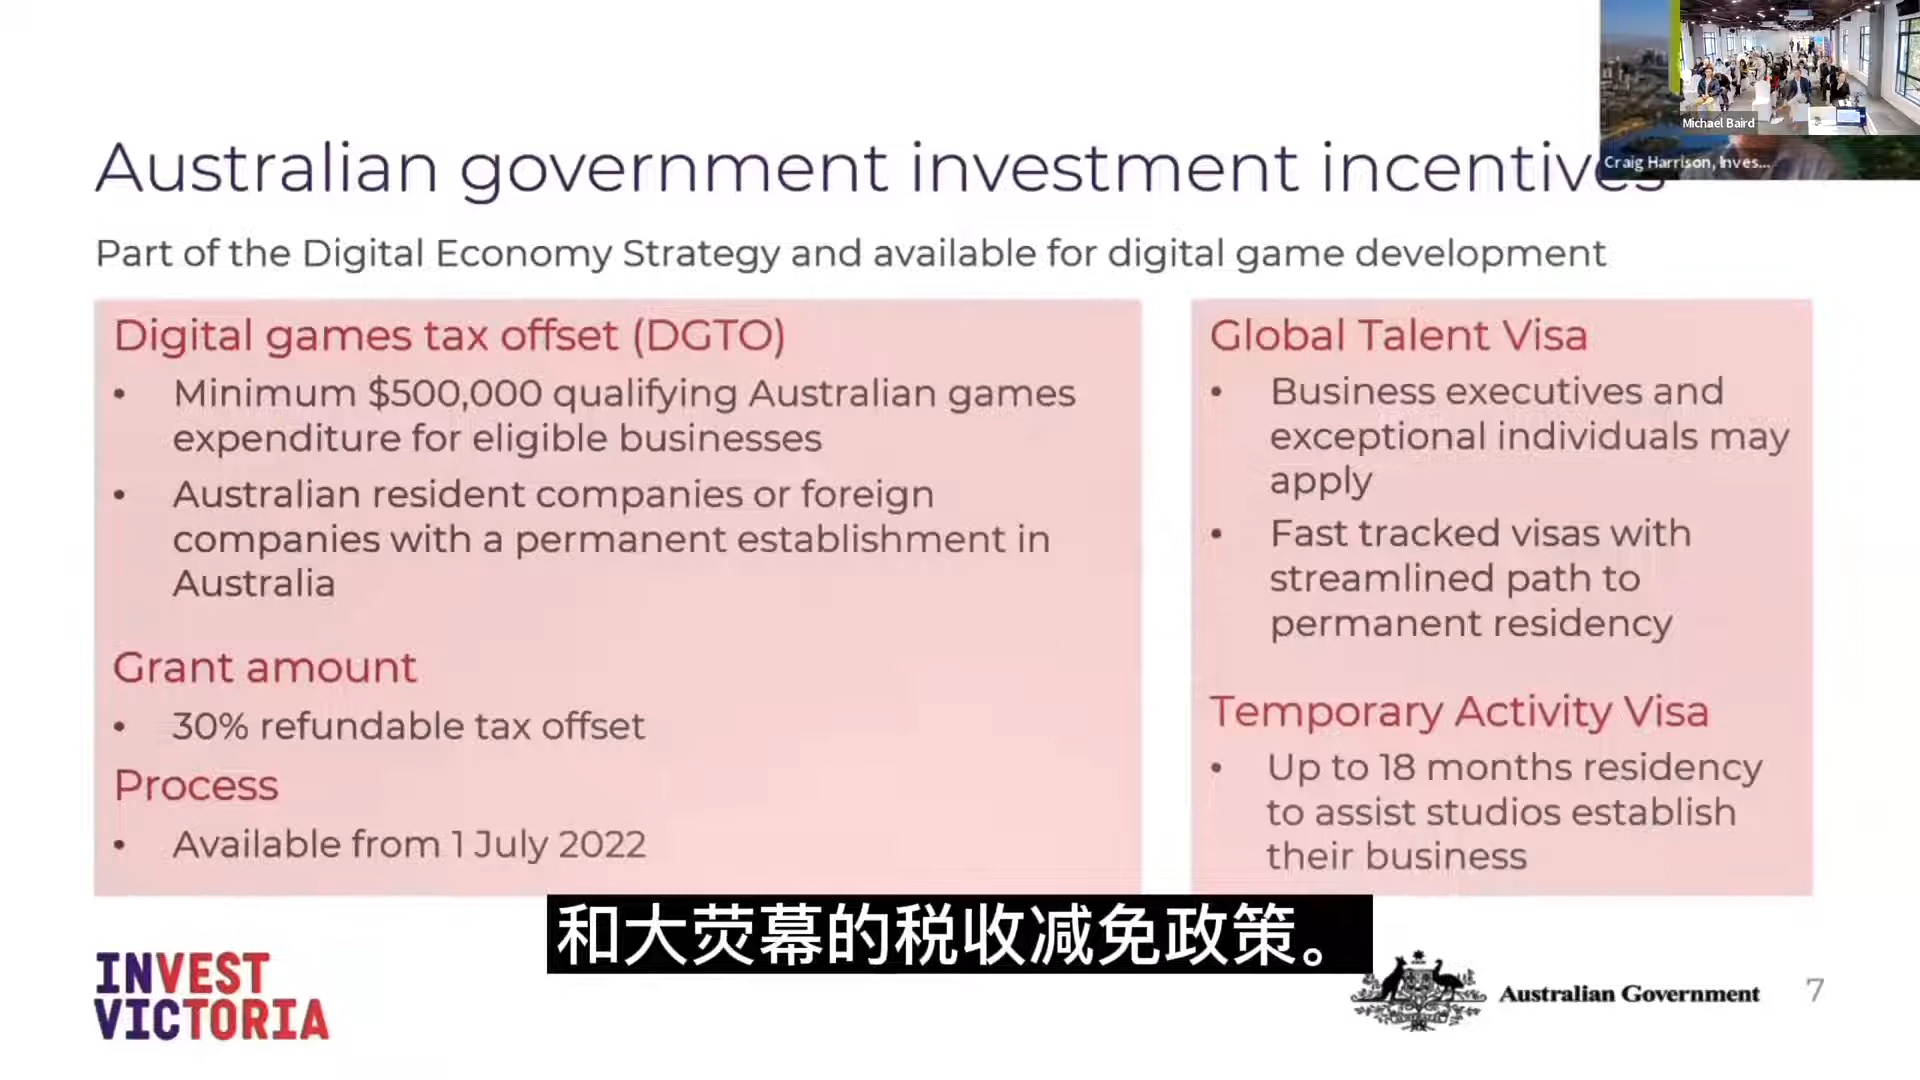 Michael Baird
Craig Harrison, Inves...
Australian government investment incentives
Part of the Digital Economy Strategy and available for digital game development
Digital games tax offset (DGTO)
• Minimum $500,000 qualifying Australian games
expenditure for eligible businesses
• Australian resident companies or foreign
companies with a permanent establishment in
Australia
Grant amount
• 30% refundable tax offset
Process
• Available from 1 July 2022
Global Talent Visa
• Business executives and
exceptional individuals may
apply
• Fast tracked visas with
streamlined path to
permanent residency
Temporary Activity Visa
• Up to 18 months residency
to assist studios establish
their business
和大荧幕的税收减免政策。
INVEST
VICTORIA
Australian Government
7